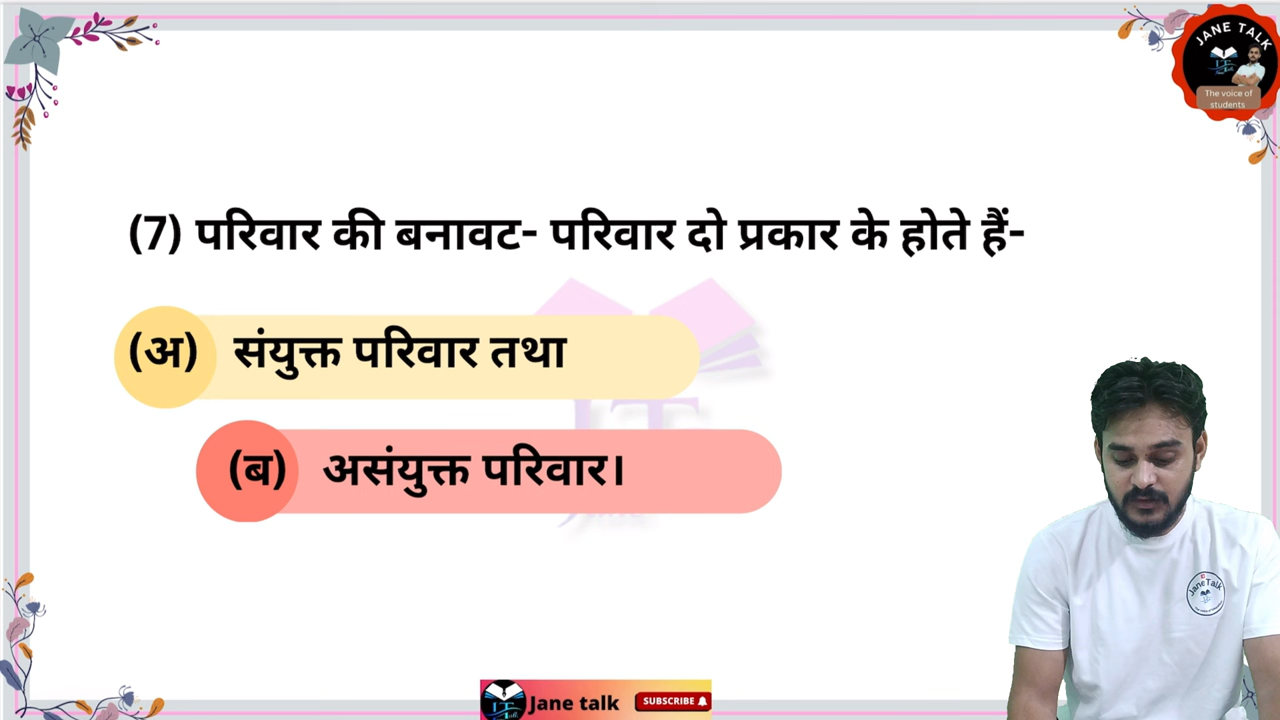 JANE TALK
The voice of
students
(7) परिवार की बनावट- परिवार दो प्रकार के होते हैं-
(अ) संयुक्त परिवार तथा
(ब) असंयुक्त परिवार।
JaneTalk
Jane talk
SUBSCRIBE